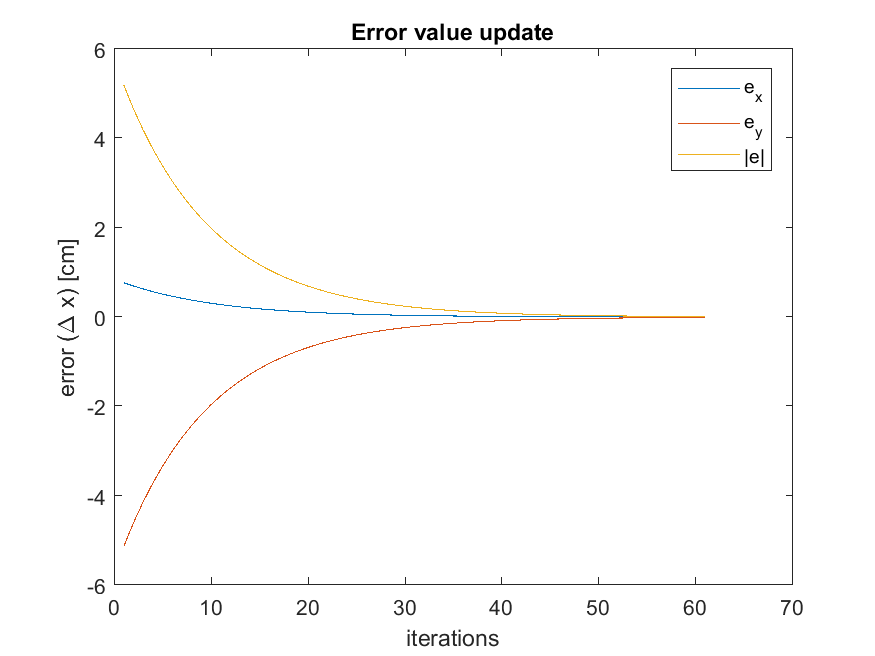 Error value update
6
4
2
0
-2
-4
-6
error (Δ x) [cm]
e_x
e_y
|e|
0 10 20 30 40 50 60 70
iterations